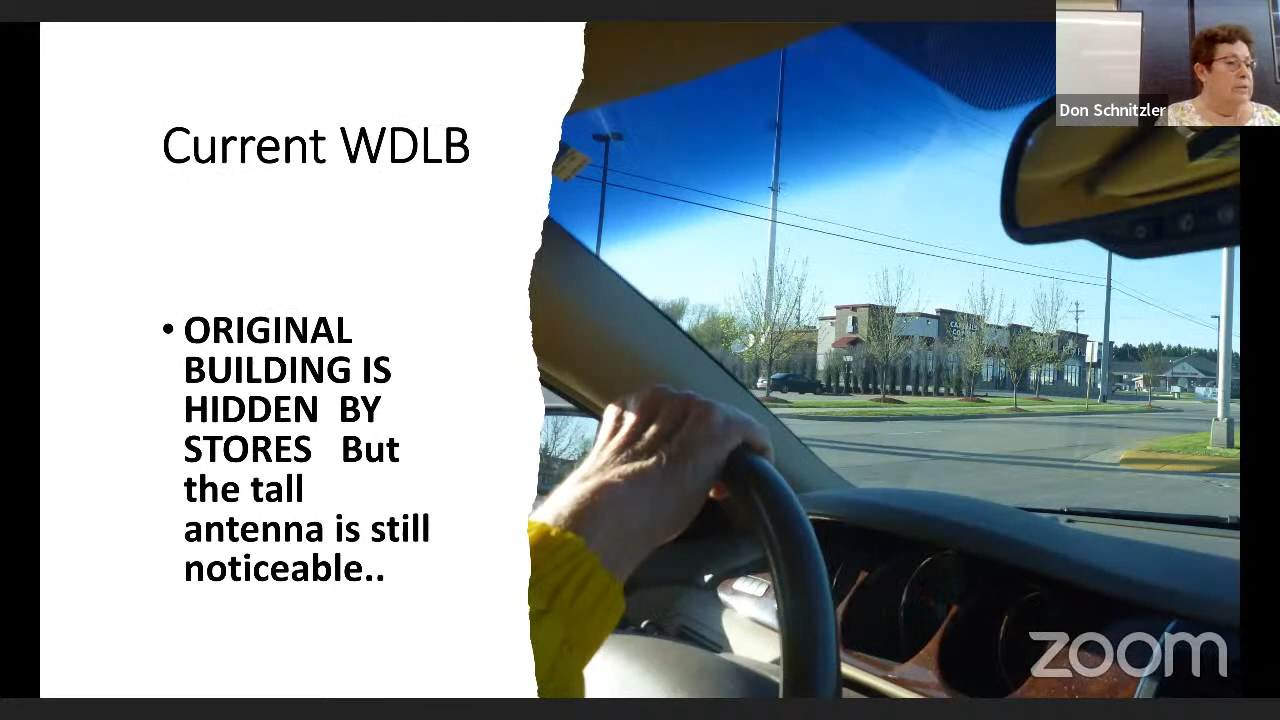 Don Schnitzler
Current WDLB
• ORIGINAL
BUILDING IS
HIDDEN BY
STORES But
the tall
antenna is still
noticeable..
zoom